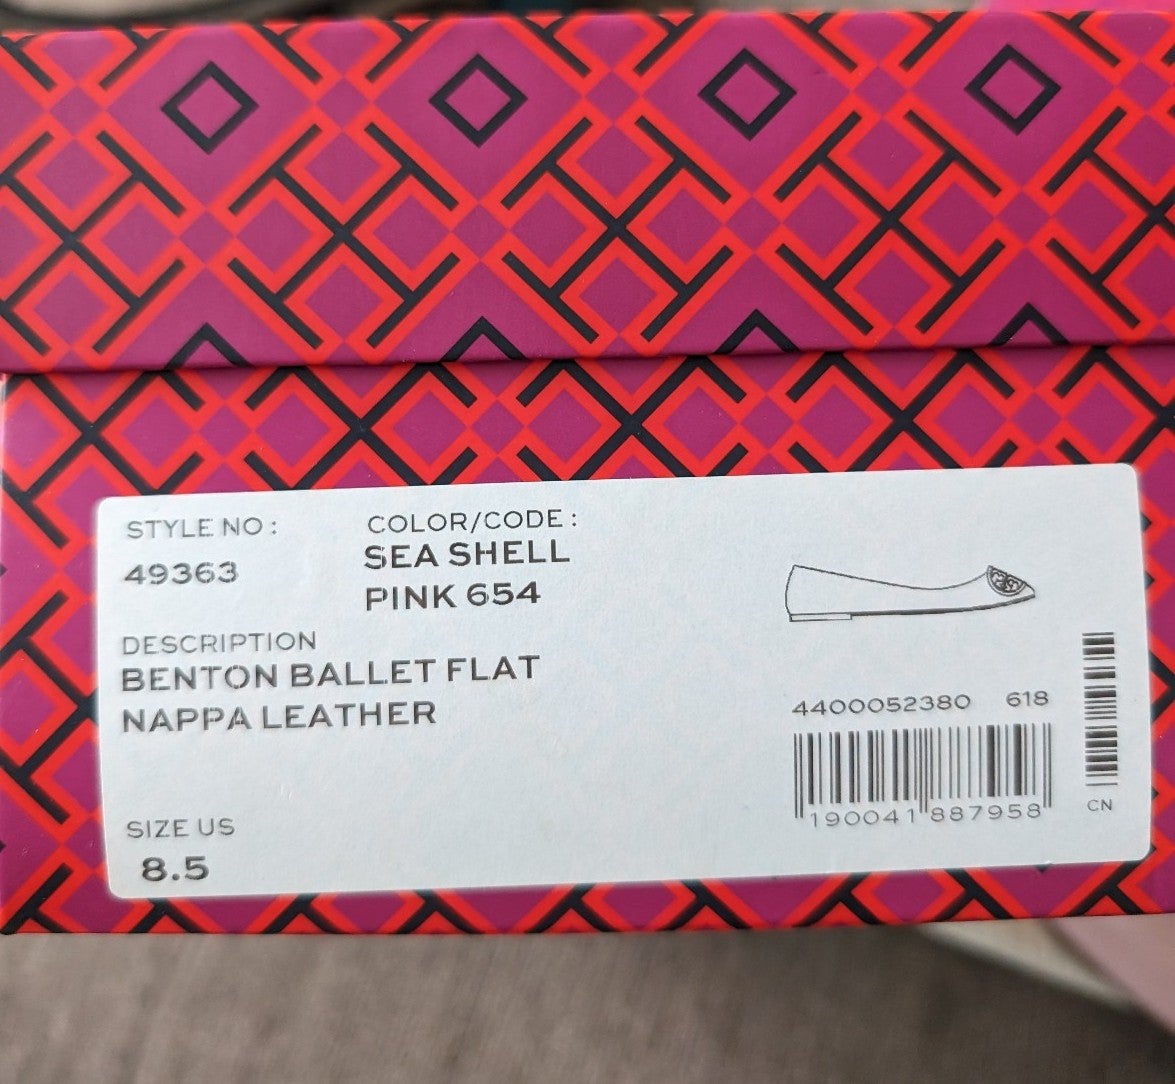 STYLE NO :
49363
COLOR/CODE :
SEA SHELL
PINK 654
DESCRIPTION
BENTON BALLET FLAT
NAPPA LEATHER
SIZE US
8.5
4400052380 618
190041 887958
CN